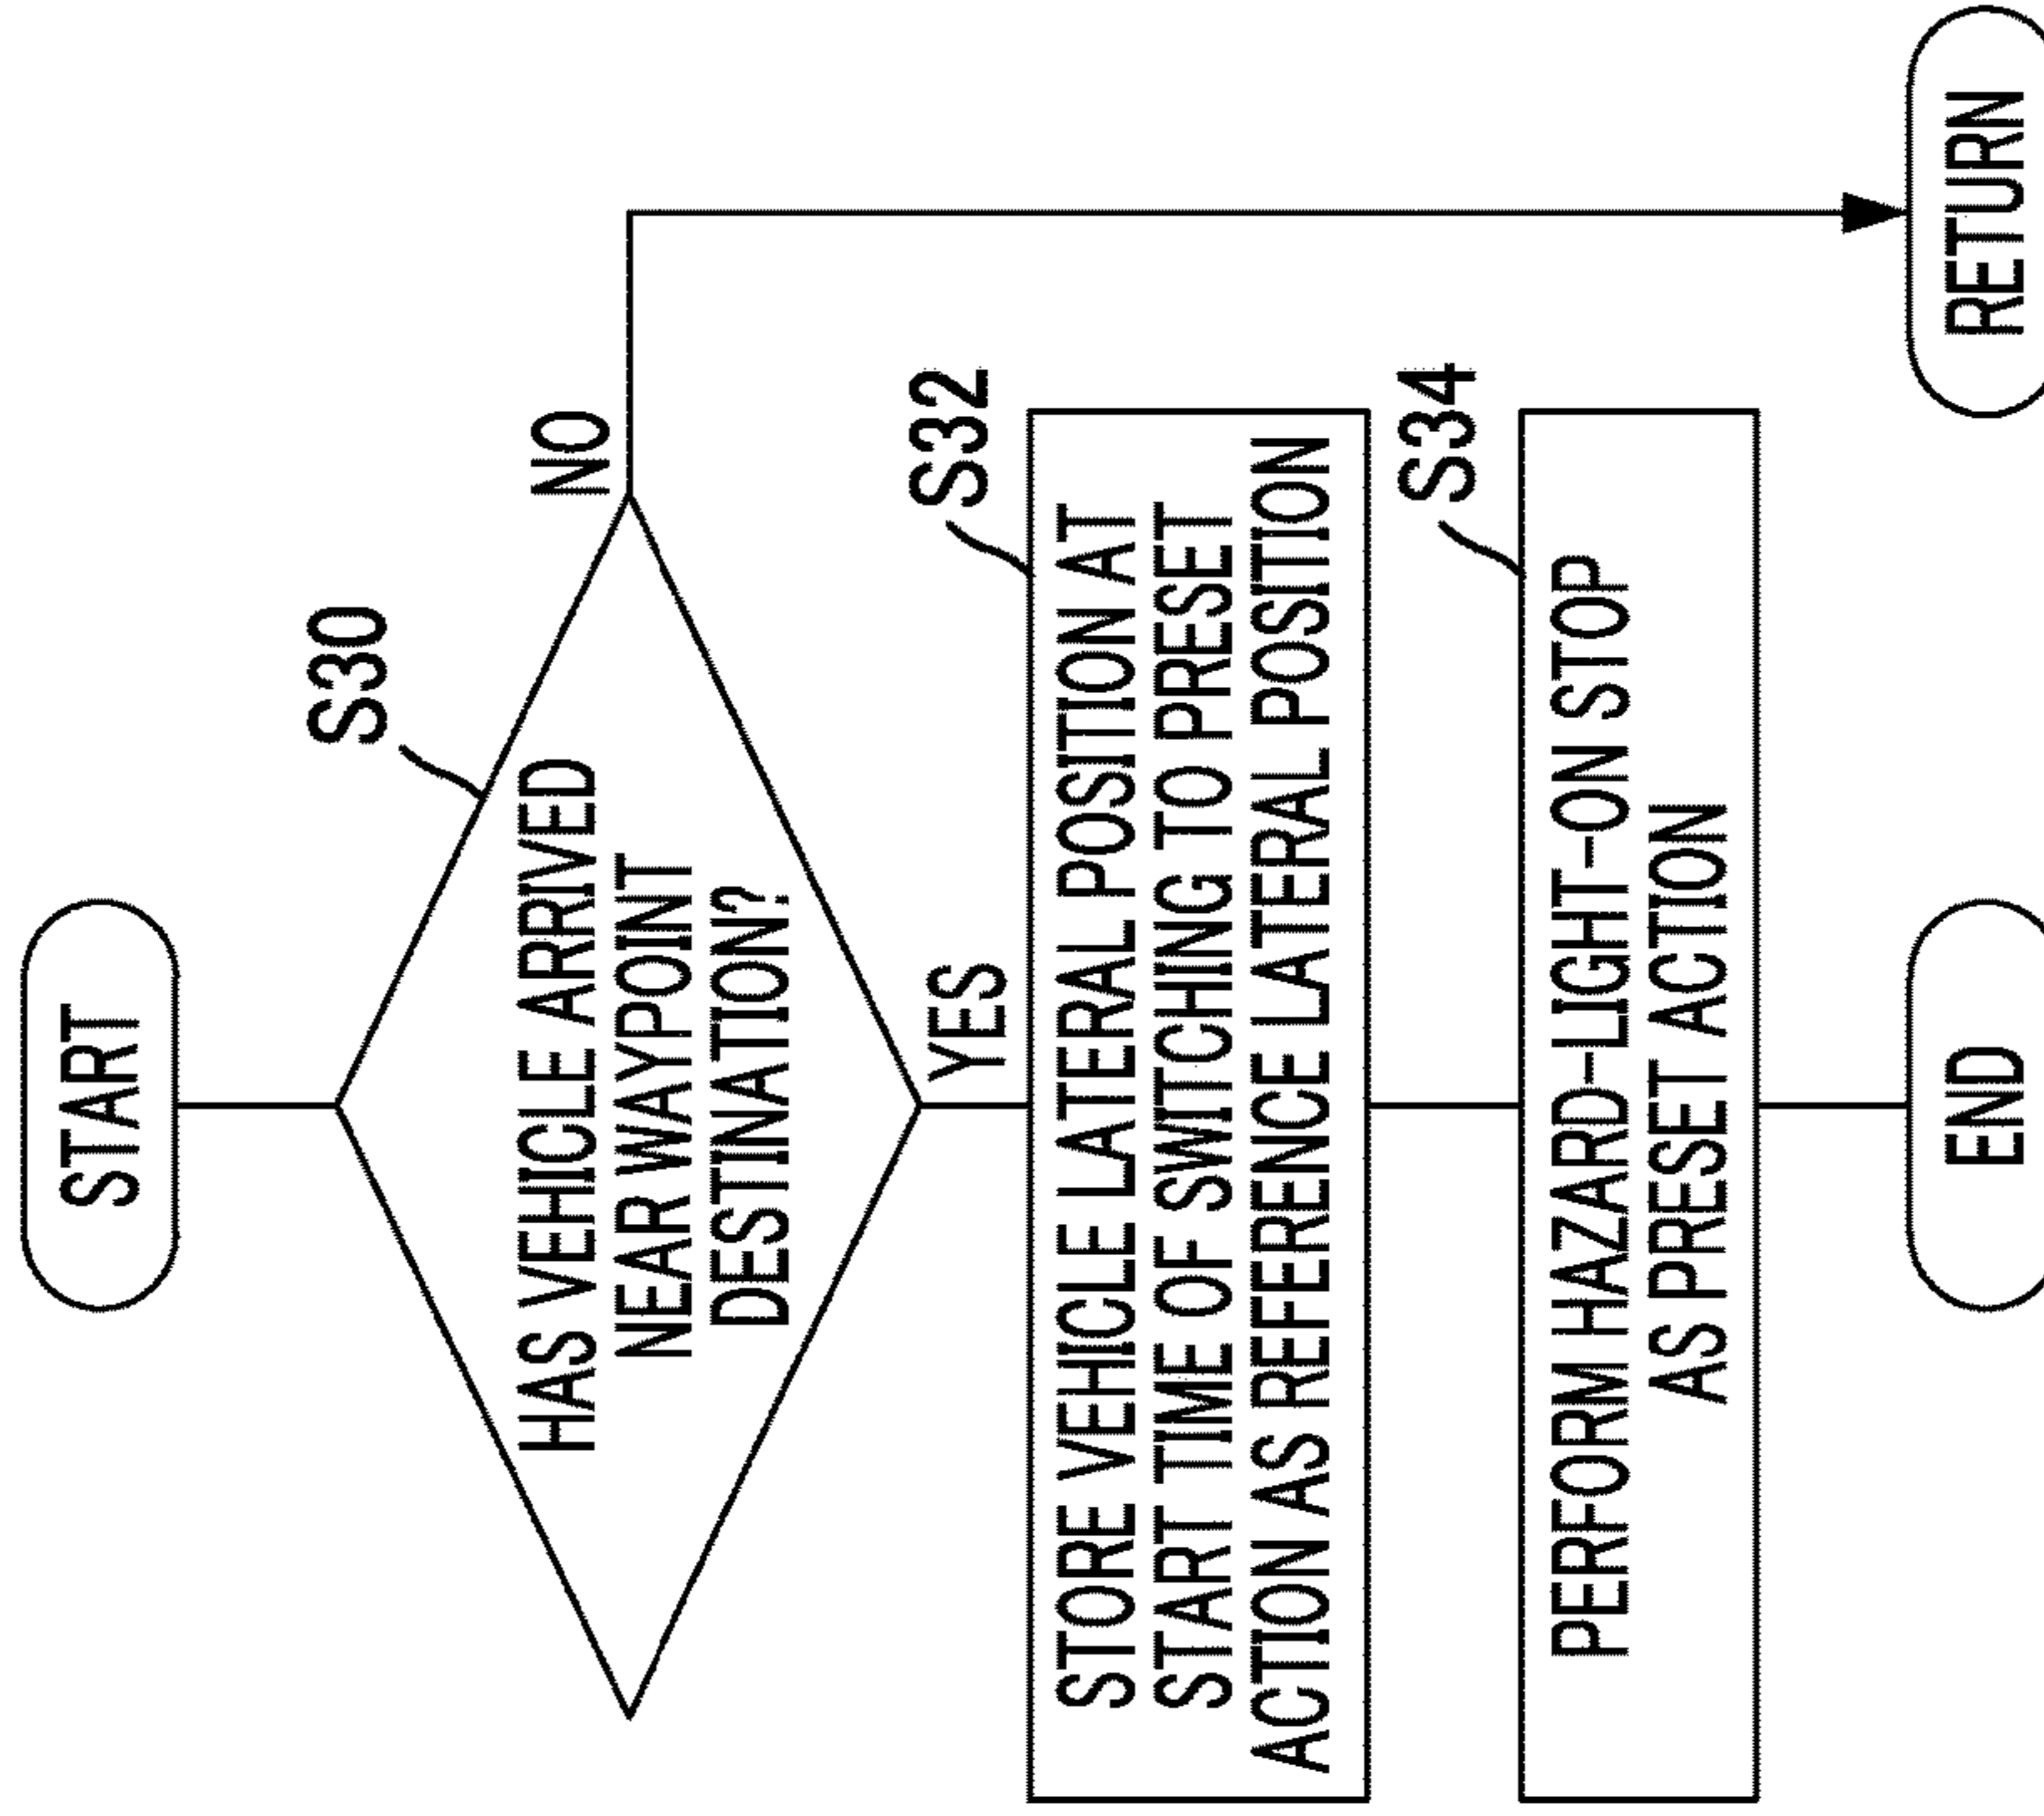 START
S30
HAS VEHICLE ARRIVED
NEAR WAYPOINT
DESTINATION?
NO
YES
S32
STORE VEHICLE LATERAL POSITION AT
START TIME OF SWITCHING TO PRESET
ACTION AS REFERENCE LATERAL POSITION
S34
PERFORM HAZARD-LIGHT-ON STOP
AS PRESET ACTION
END
RETURN